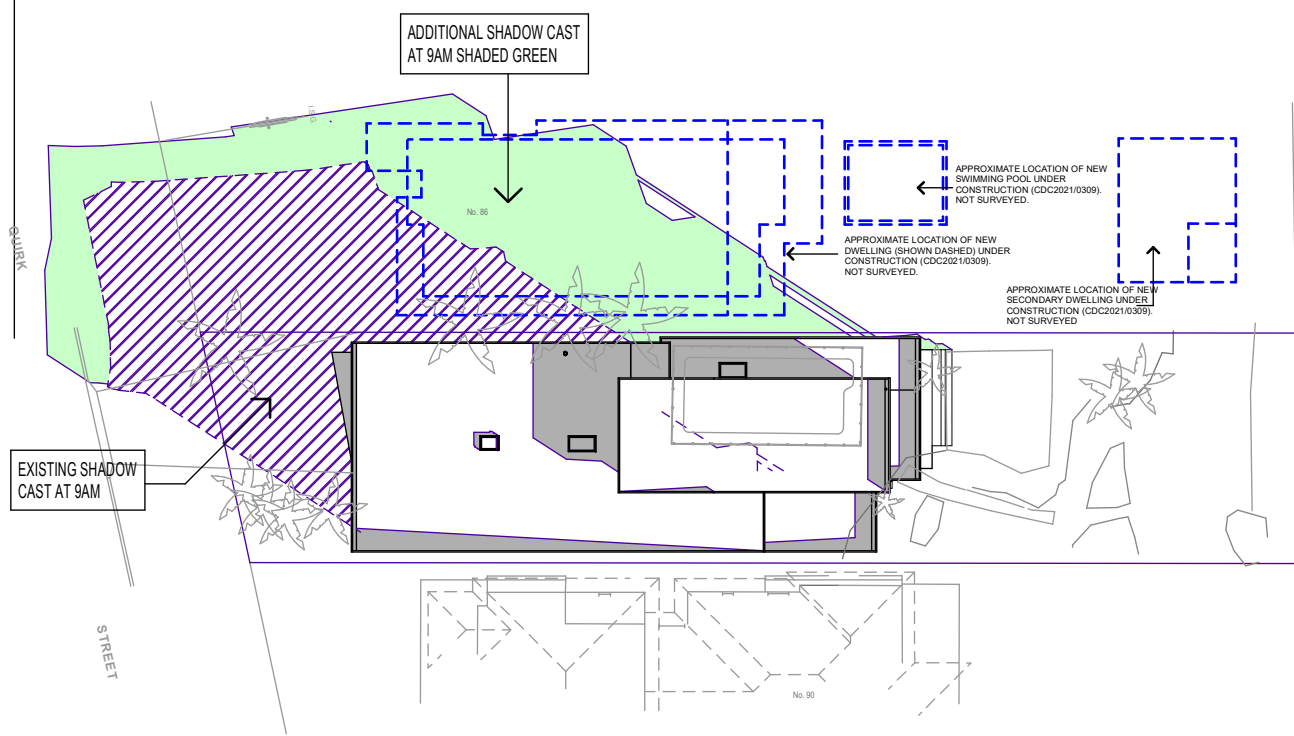 ADDITIONAL SHADOW CAST
AT 9AM SHADED GREEN
No. 86
APPROXIMATE LOCATION OF NEW
SWIMMING POOL UNDER
CONSTRUCTION (CDC2021/0309).
NOT SURVEYED.
APPROXIMATE LOCATION OF NEW
DWELLING (SHOWN DASHED) UNDER
CONSTRUCTION (CDC2021/0309).
NOT SURVEYED.
APPROXIMATE LOCATION OF NEW
SECONDARY DWELLING UNDER
CONSTRUCTION (CDC2021/0309).
NOT SURVEYED
QUIRK
EXISTING SHADOW
CAST AT 9AM
STREET
No. 90